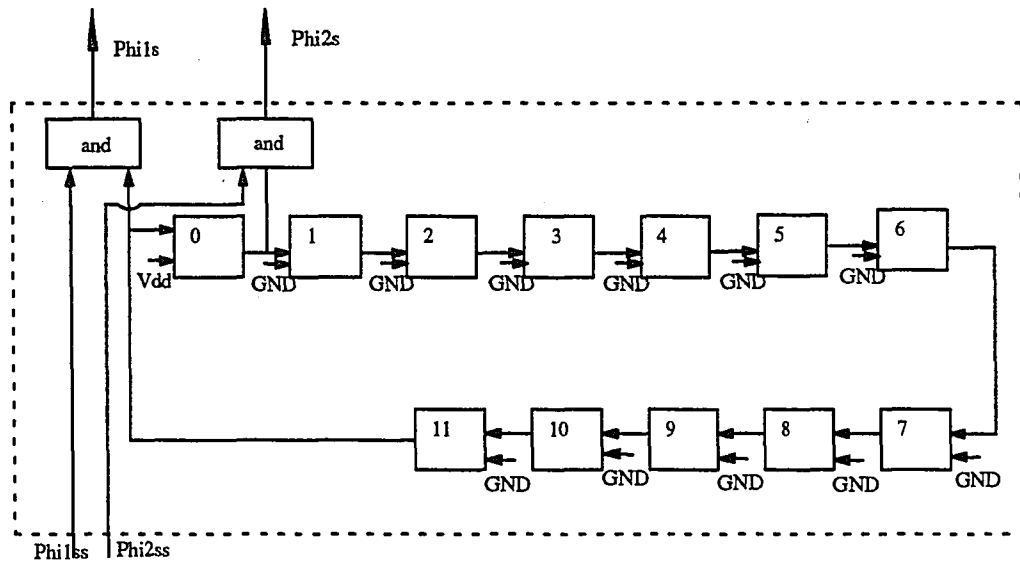 Phi1s
Phi2s
and
and
0
1
2
3
4
5
6
Vdd
GND
GND
GND
GND
GND
GND
11
10
9
8
7
GND
GND
GND
GND
GND
Phi1ss
Phi2ss